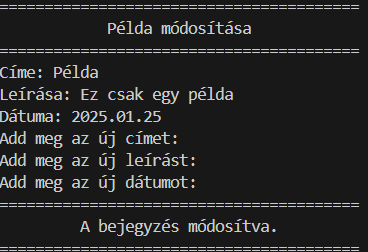 ========================================
Példa módosítása
========================================
Címe: Példa
Leírása: Ez csak egy példa
Dátuma: 2025.01.25
Add meg az új címet:
Add meg az új leírást:
Add meg az új dátumot:
========================================
A bejegyzés módosítva.
========================================